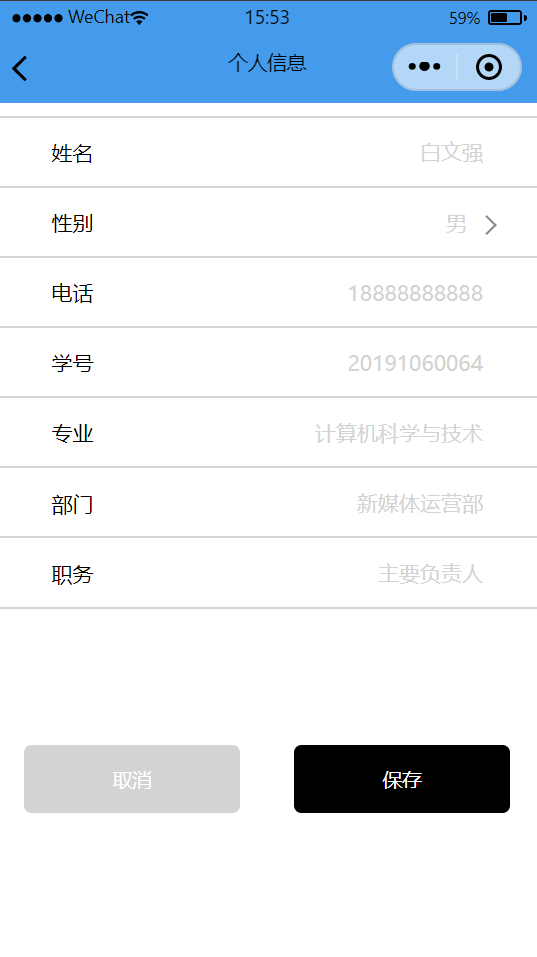 WeChat 15:53 59%
个人信息
姓名 白文强
性别 男
电话 18888888888
学号 20191060064
专业 计算机科学与技术
部门 新媒体运营部
职务 主要负责人
取消 保存